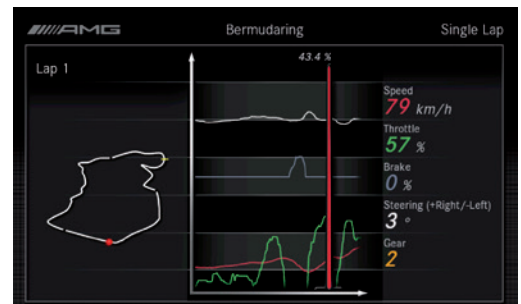 AMG Bermudaring Single Lap
Lap 1
43.4 %
Speed
79 km/h
Throttle
57 %
Brake
0 %
Steering (+Right/-Left)
3 °
Gear
2